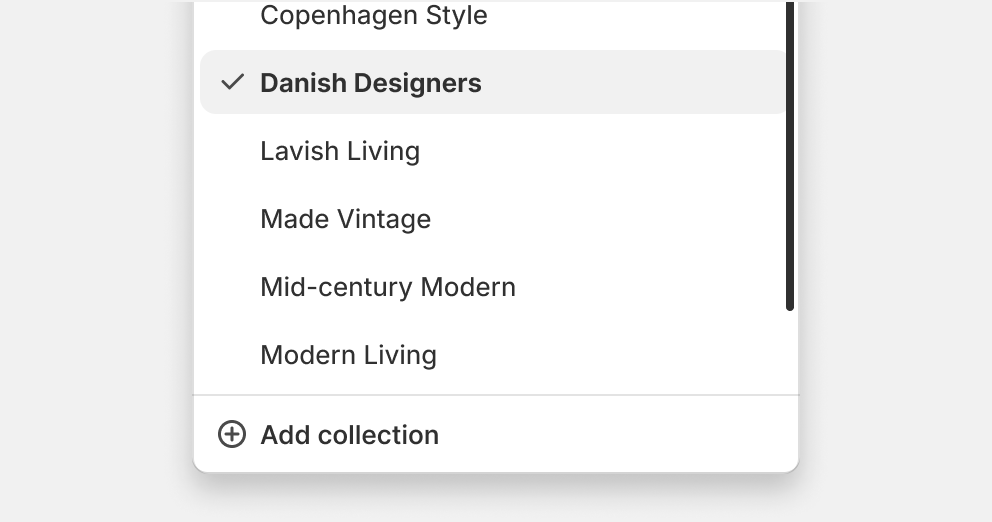 Copenhagen Style
Danish Designers
Lavish Living
Made Vintage
Mid-century Modern
Modern Living
Add collection